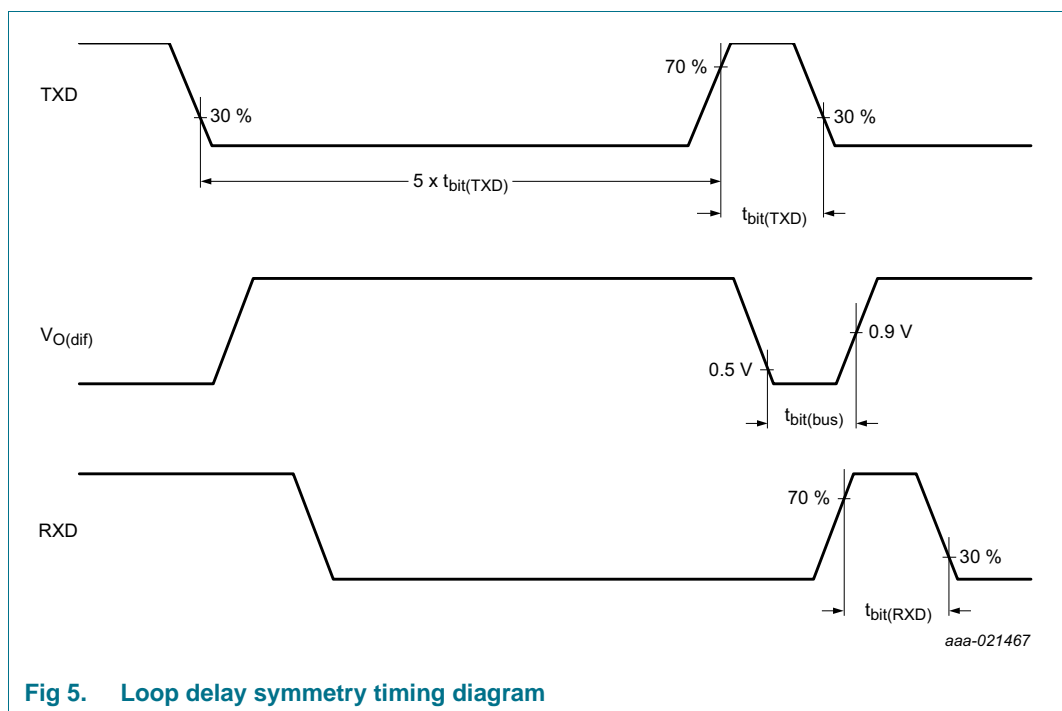 TXD
70 %
30 %
30 %
5 x tbit(TXD)
tbit(TXD)
VO(dif)
0.9 V
0.5 V
tbit(bus)
RXD
70 %
30 %
tbit(RXD)
aaa-021467
Fig 5. Loop delay symmetry timing diagram